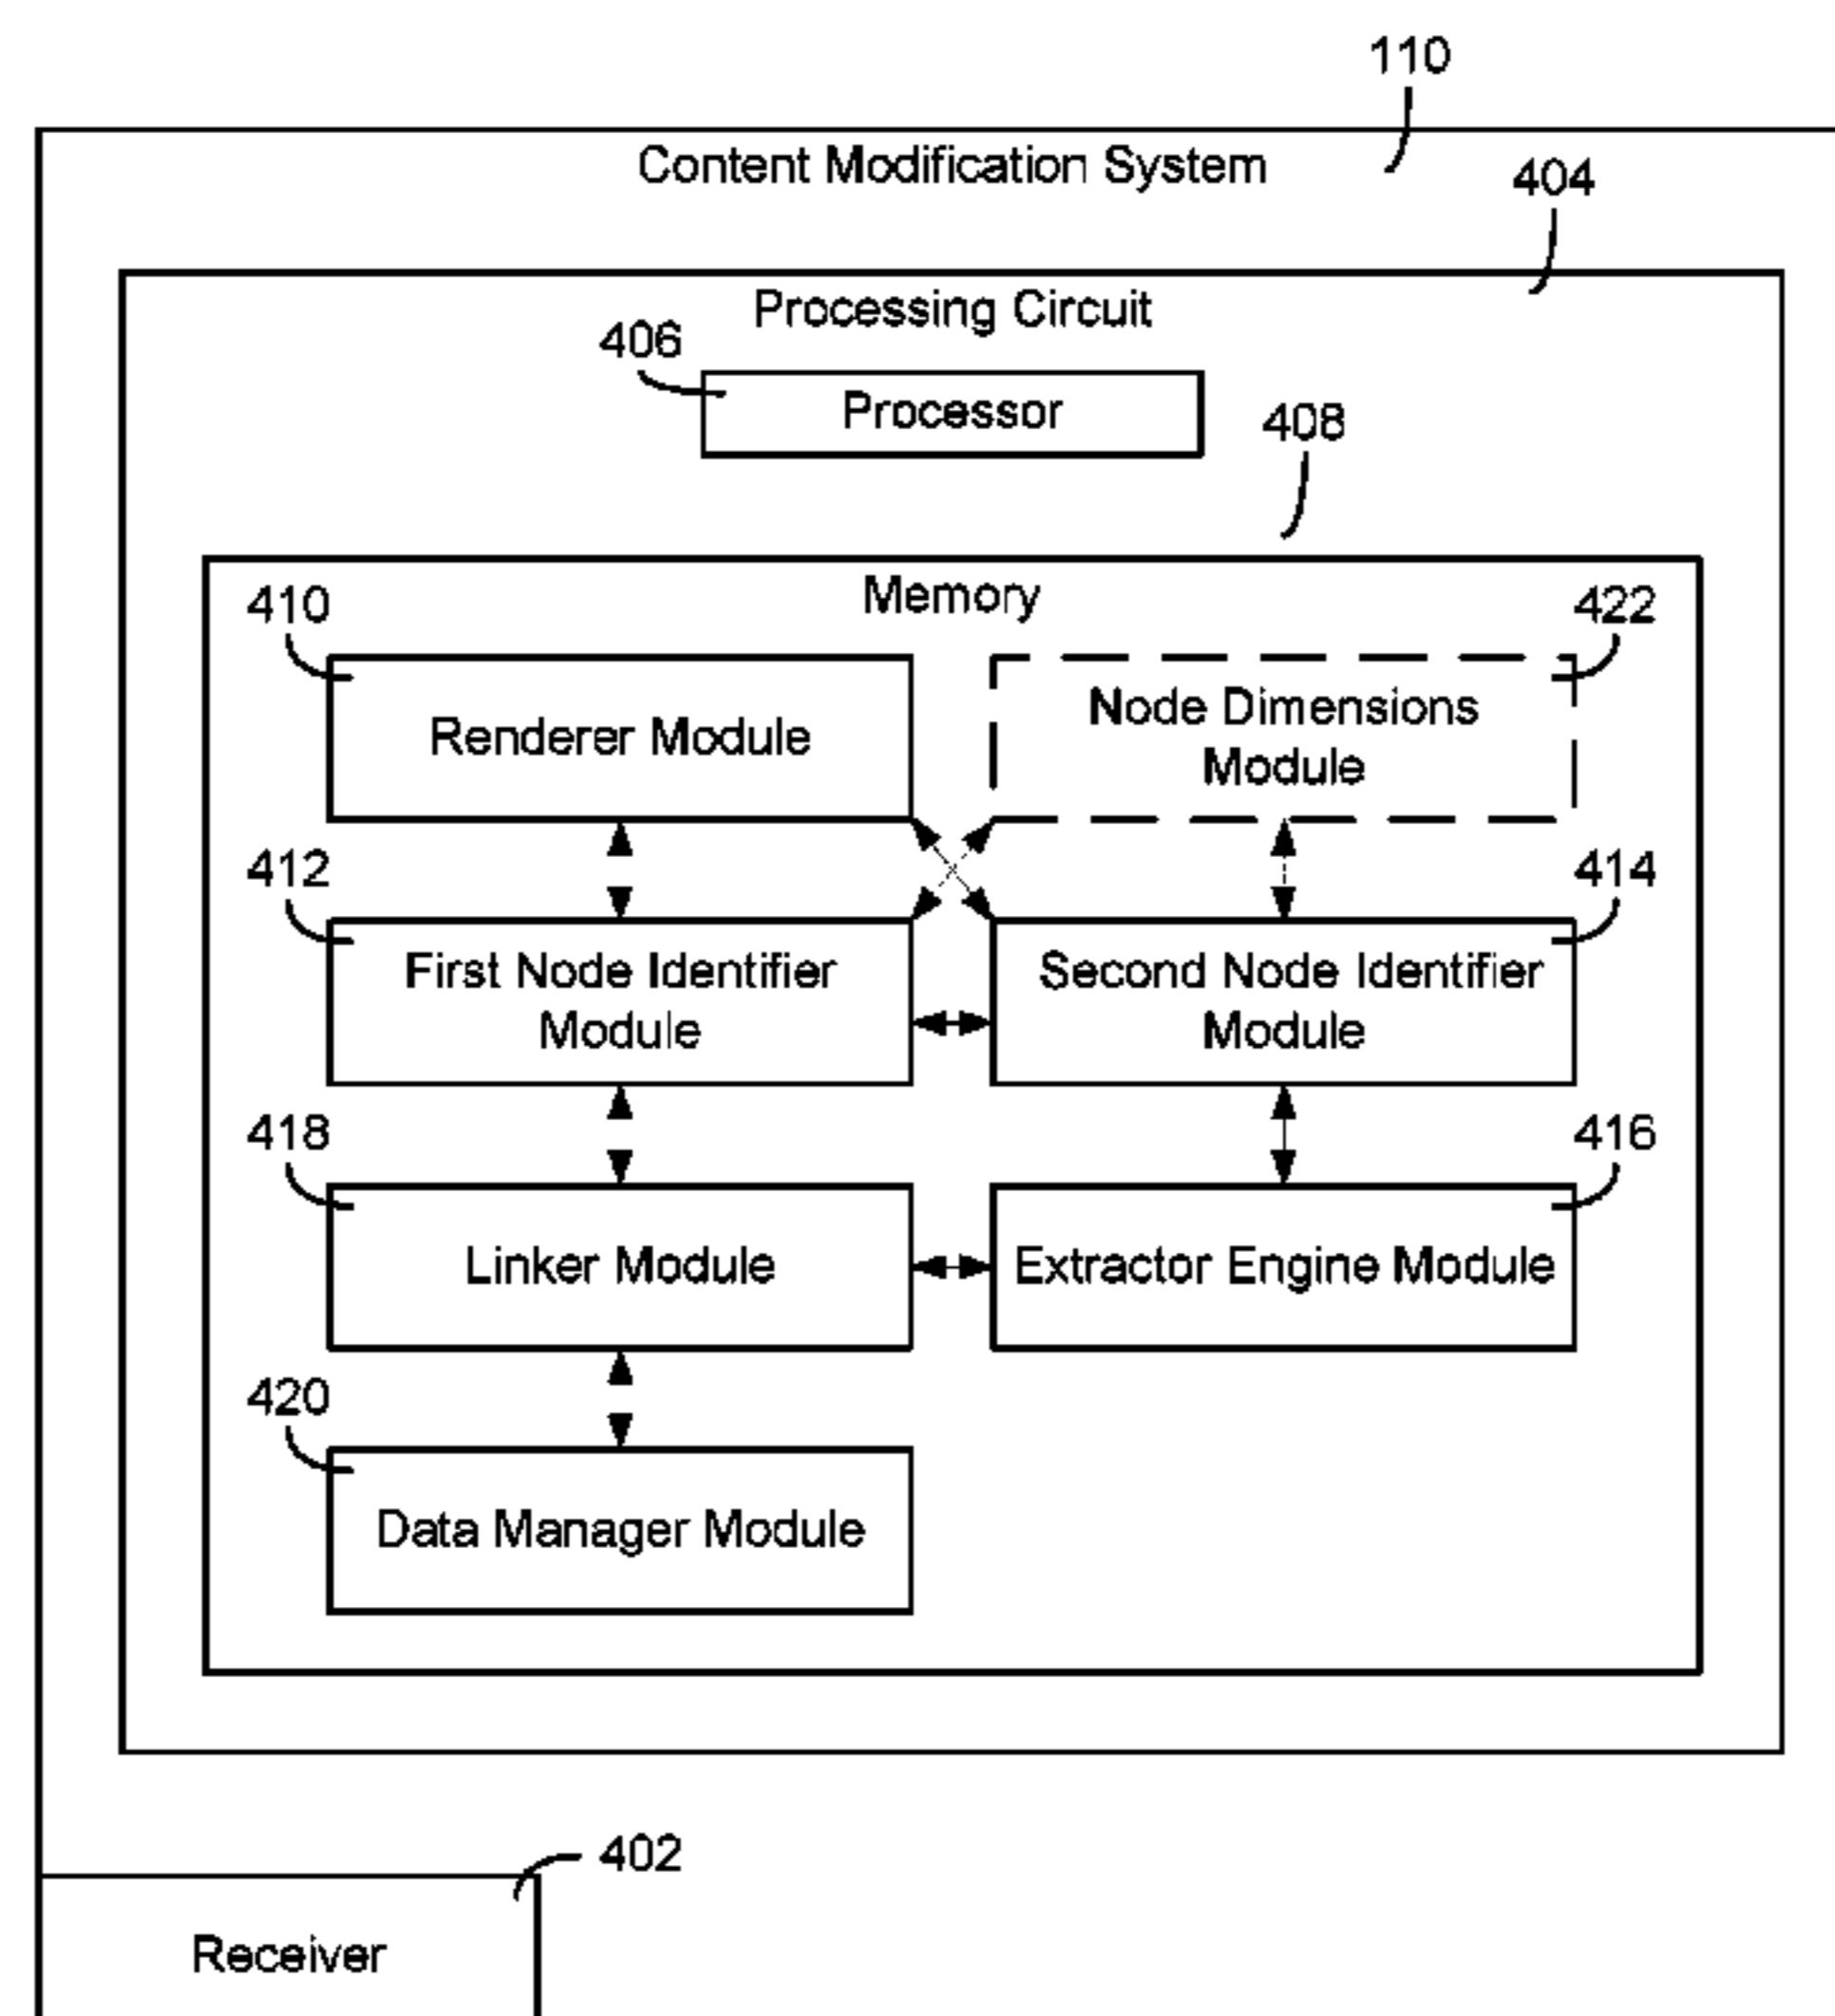 110
Content Modification System
404
Processing Circuit
406
Processor
408
Memory
410
422
Renderer Module
Node Dimensions
Module
412
414
First Node Identifier
Module
Second Node Identifier
Module
418
416
Linker Module
Extractor Engine Module
420
Data Manager Module
402
Receiver